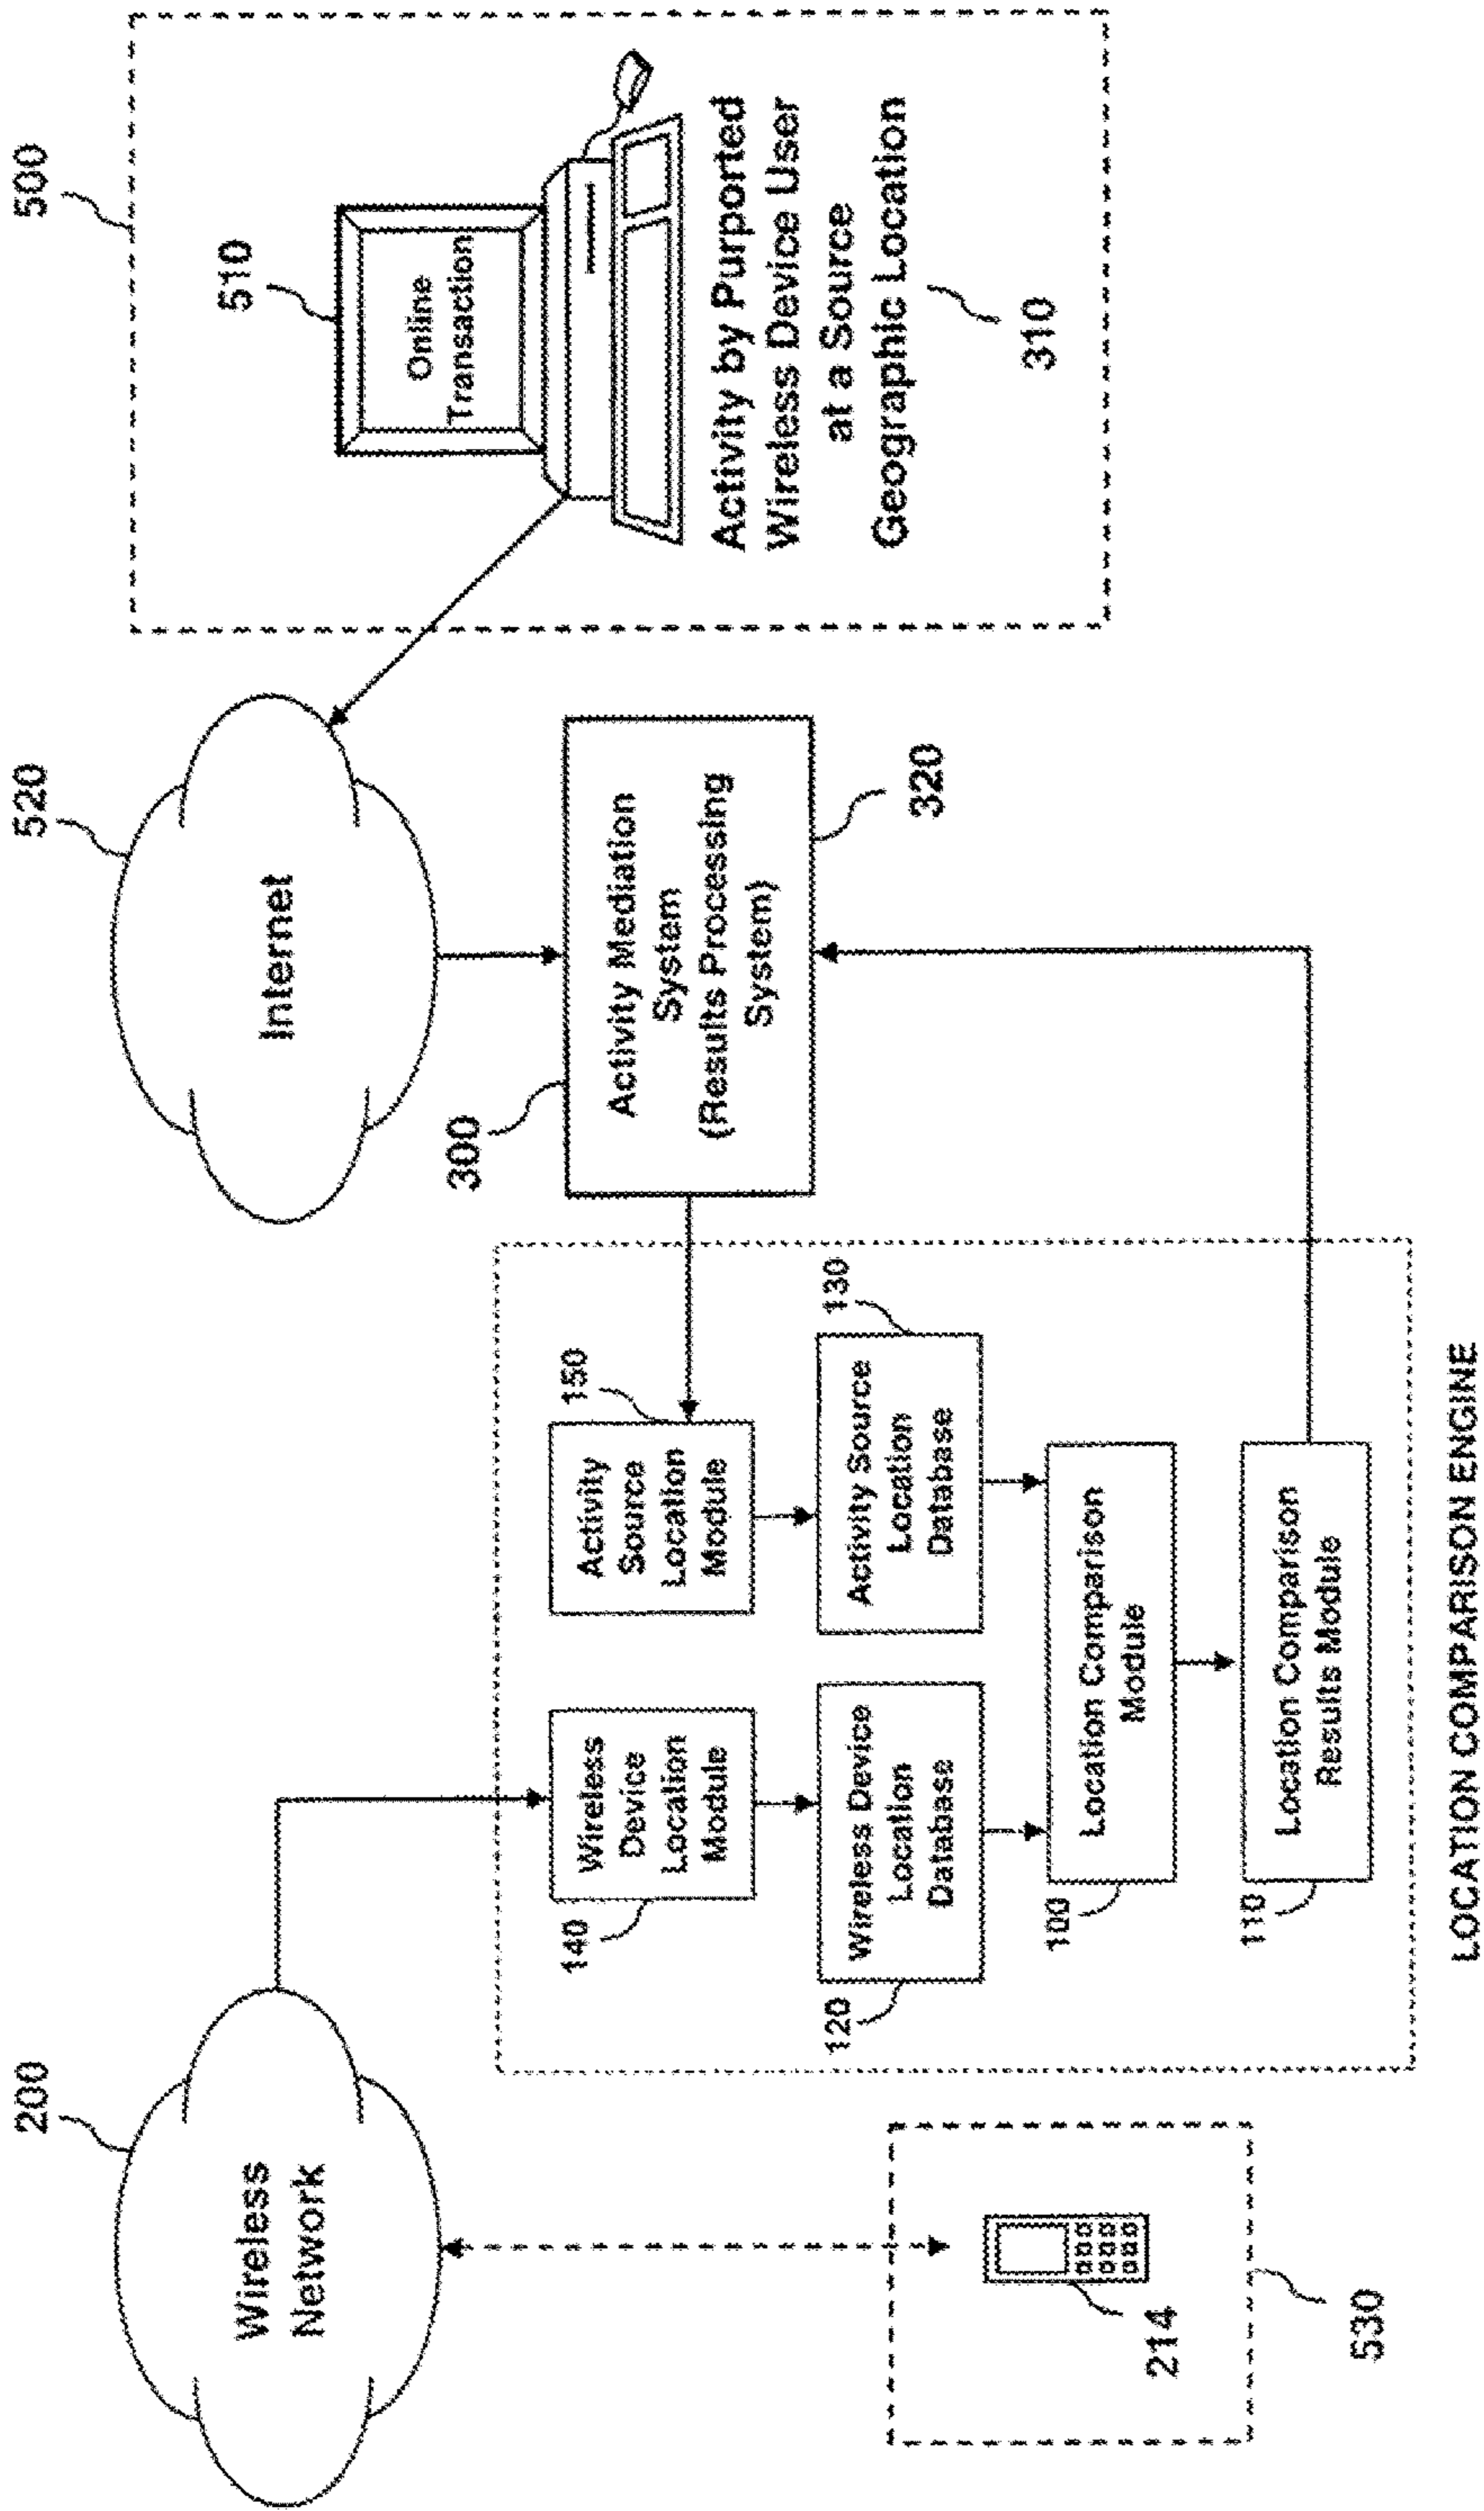 200
Wireless
Network
520
Internet
500
510
Online
Transaction
Activity by Purported
Wireless Device User
at a Source
Geographic Location
310
300
Activity Mediation
System
(Results Processing
System)
320
140
Wireless
Device
Location
Module
150
Activity
Source
Location
Module
120
Wireless Device
Location
Database
130
Activity Source
Location
Database
100
Location Comparison
Module
110
Location Comparison
Results Module
214
530
LOCATION COMPARISON ENGINE